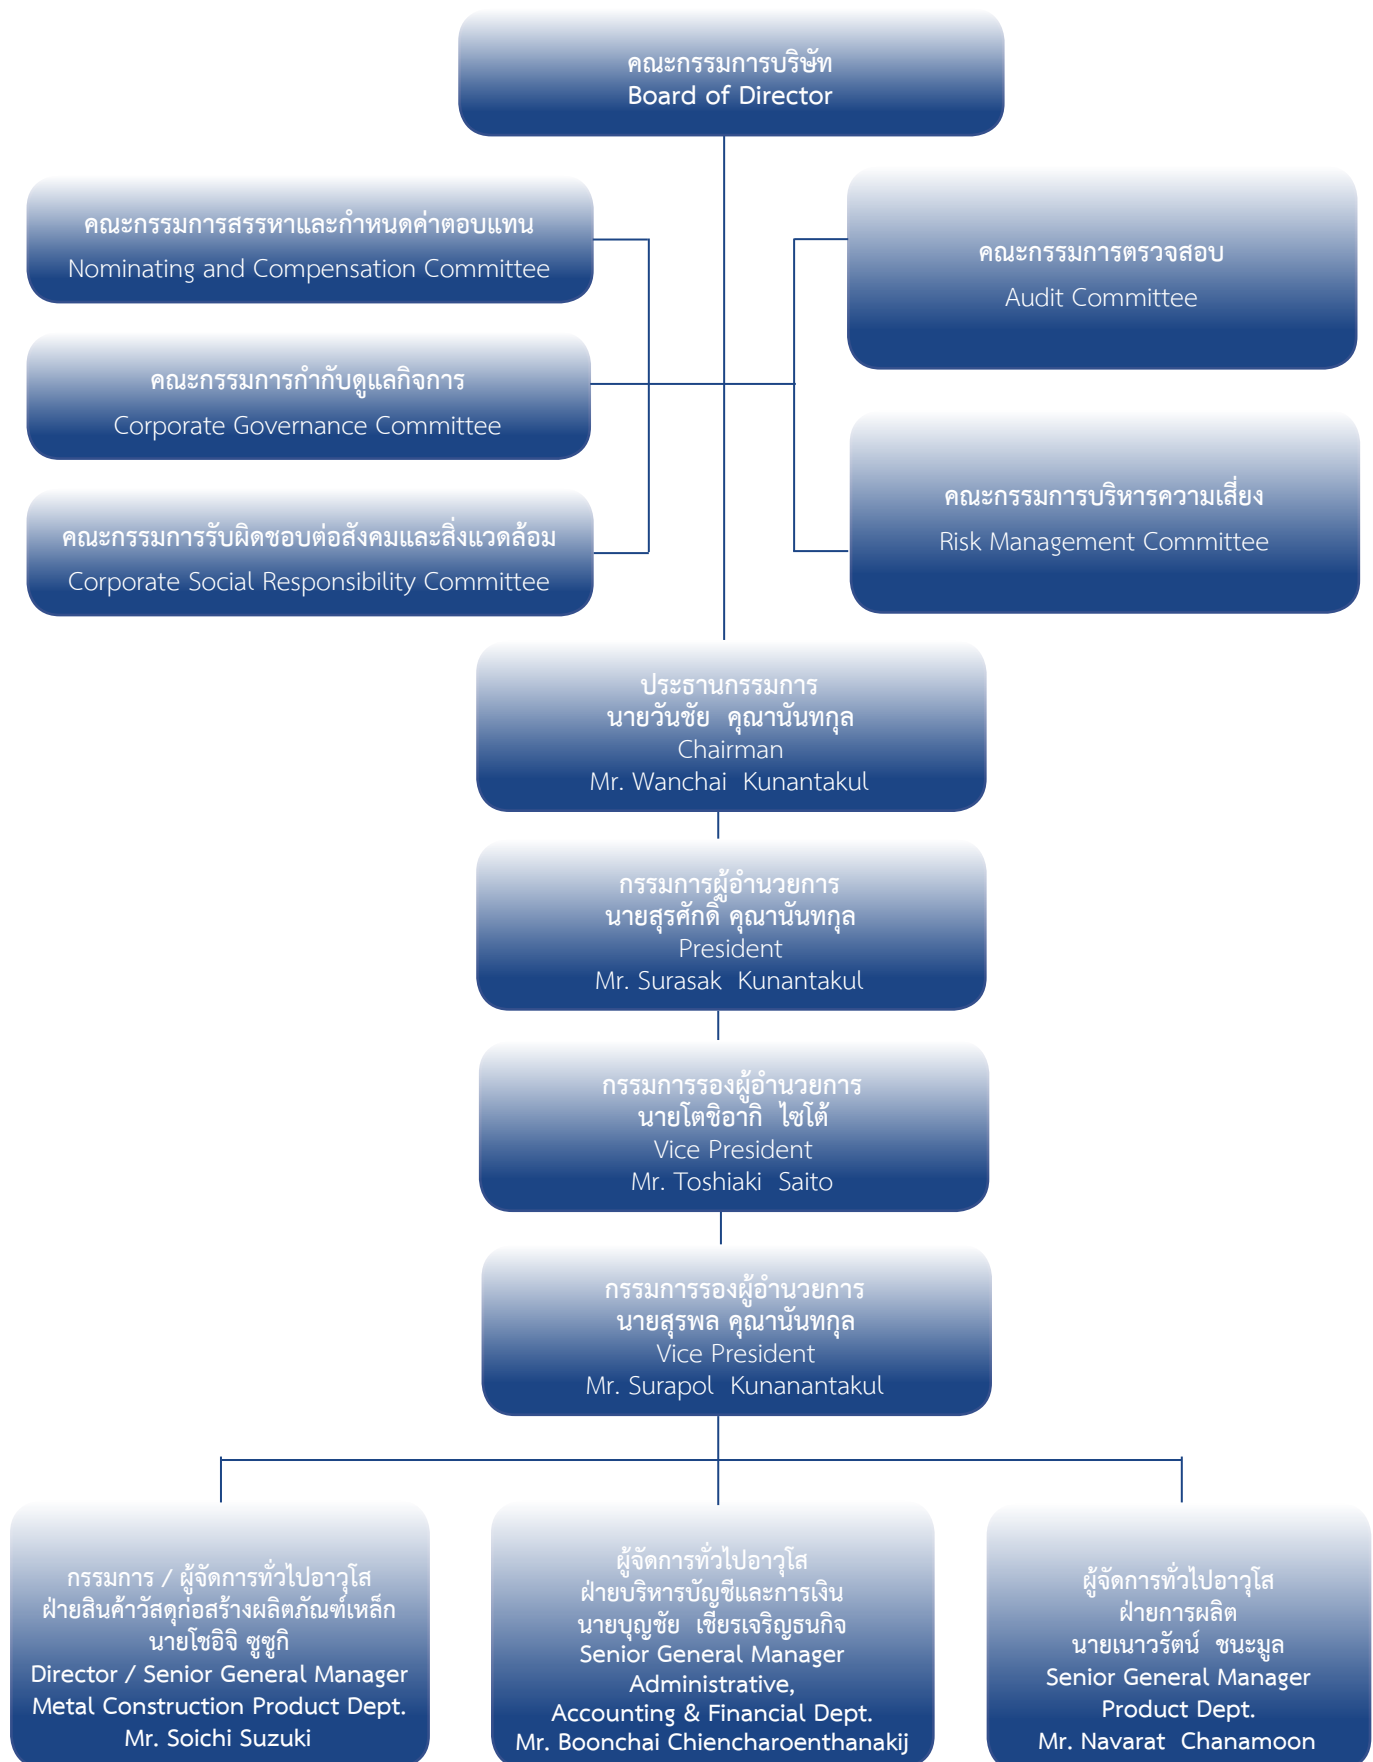 คณะกรรมการบริษัท
Board of Director
คณะกรรมการสรรหาและกำหนดค่าตอบแทน
Nominating and Compensation Committee
คณะกรรมการตรวจสอบ
Audit Committee
คณะกรรมการกำกับดูแลกิจการ
Corporate Governance Committee
คณะกรรมการบริหารความเสี่ยง
Risk Management Committee
คณะกรรมการรับผิดชอบต่อสังคมและสิ่งแวดล้อม
Corporate Social Responsibility Committee
ประธานกรรมการ
นายวันชัย คุณานันทกุล
Chairman
Mr. Wanchai Kunantakul
กรรมการผู้อำนวยการ
นายสุรศักดิ์ คุณานันทกุล
President
Mr. Surasak Kunantakul
กรรมการรองผู้อำนวยการ
นายโตชิอากิ ไซโต้
Vice President
Mr. Toshiaki Saito
กรรมการรองผู้อำนวยการ
นายสุรพล คุณานันทกุล
Vice President
Mr. Surapol Kunanantakul
กรรมการ / ผู้จัดการทั่วไปอาวุโส
ฝ่ายสินค้าวัสดุก่อสร้างผลิตภัณฑ์เหล็ก
นายโชอิจิ ซูซูกิ
Director / Senior General Manager
Metal Construction Product Dept.
Mr. Soichi Suzuki
ผู้จัดการทั่วไปอาวุโส
ฝ่ายบริหารบัญชีและการเงิน
นายบุญชัย เชียรเจริญธนกิจ
Senior General Manager
Administrative,
Accounting & Financial Dept.
Mr. Boonchai Chiencharoenthanakij
ผู้จัดการทั่วไปอาวุโส
ฝ่ายการผลิต
นายเนาวรัตน์ ชนะมูล
Senior General Manager
Product Dept.
Mr. Navarat Chanamoon